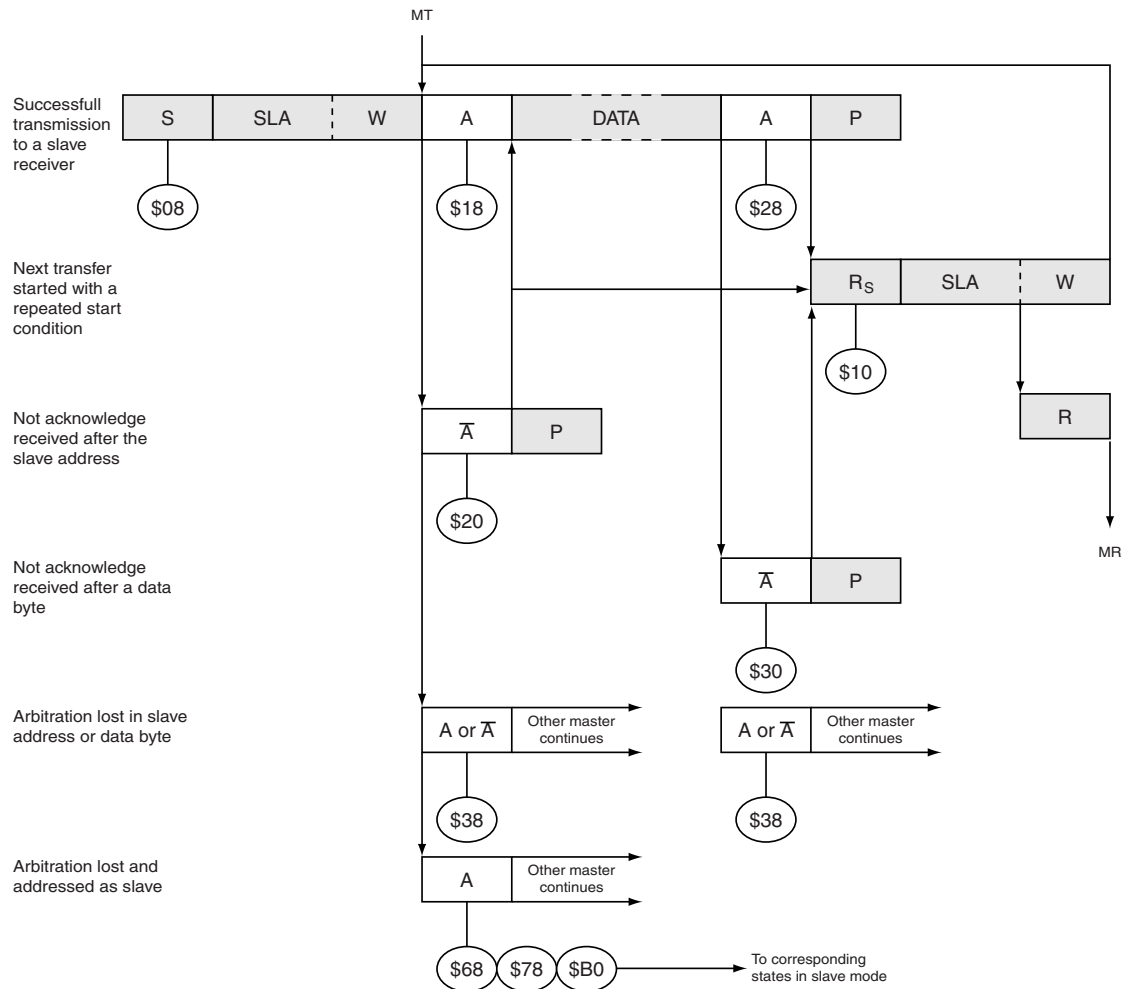 MT
Successfull
transmission
to a slave
receiver
S SLA W A DATA A P
$08 $18 $28
Next transfer
started with a
repeated start
condition
RS SLA W
$10
Not acknowledge
received after the
slave address
A̅ P
R
$20
MR
Not acknowledge
received after a data
byte
A̅ P
$30
Arbitration lost in slave
address or data byte
A or A̅
Other master
continues
A or A̅
Other master
continues
$38 $38
Arbitration lost and
addressed as slave
A
Other master
continues
$68 $78 $B0
To corresponding
states in slave mode